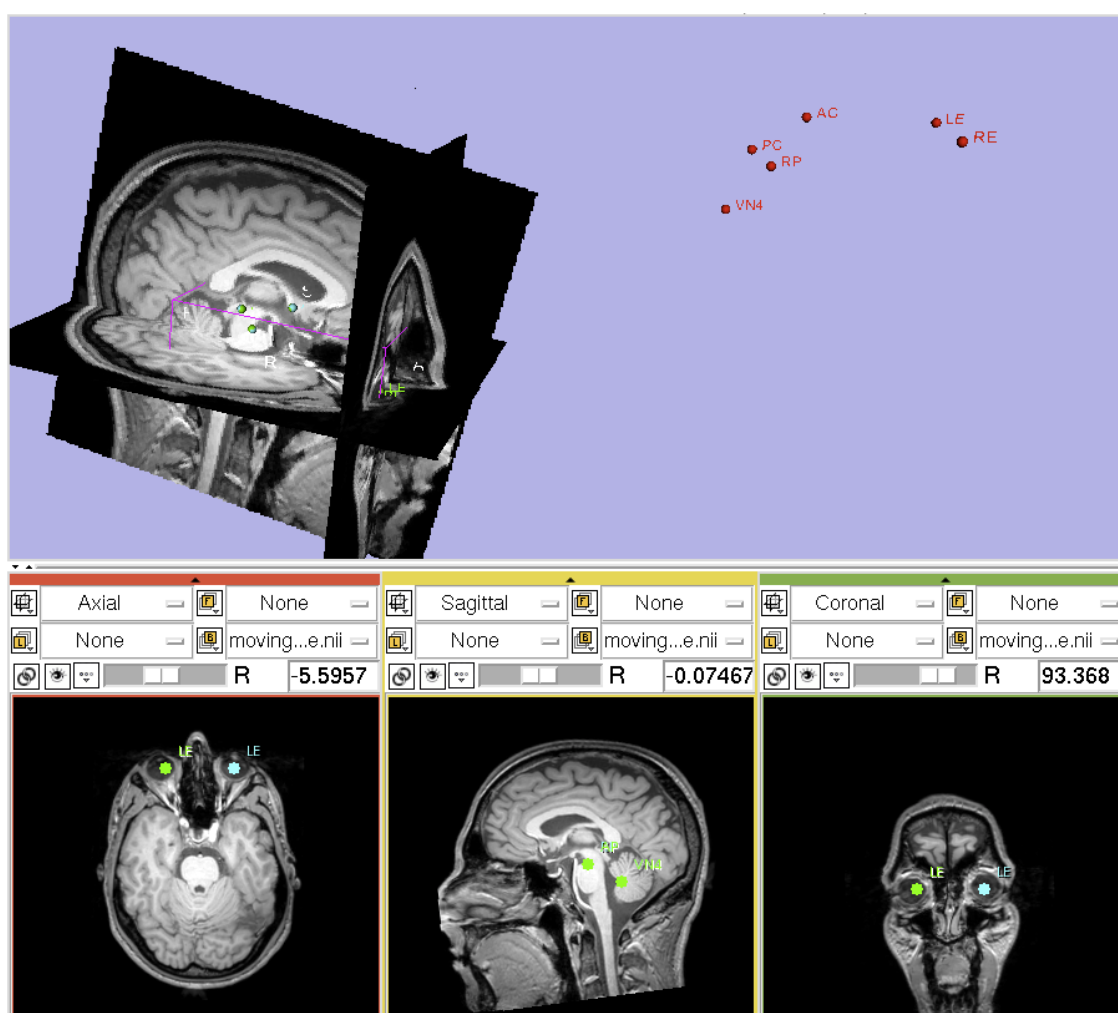 AC
LE
RE
PC
RP
VN4
S
P
R
A
LE
Axial
F
None
L
None
B
moving...e.nii
R
-5.5957
Sagittal
F
None
L
None
B
moving...e.nii
R
-0.07467
Coronal
F
None
L
None
B
moving...e.nii
R
93.368
LE
LE
RP
VN4
LE
LE